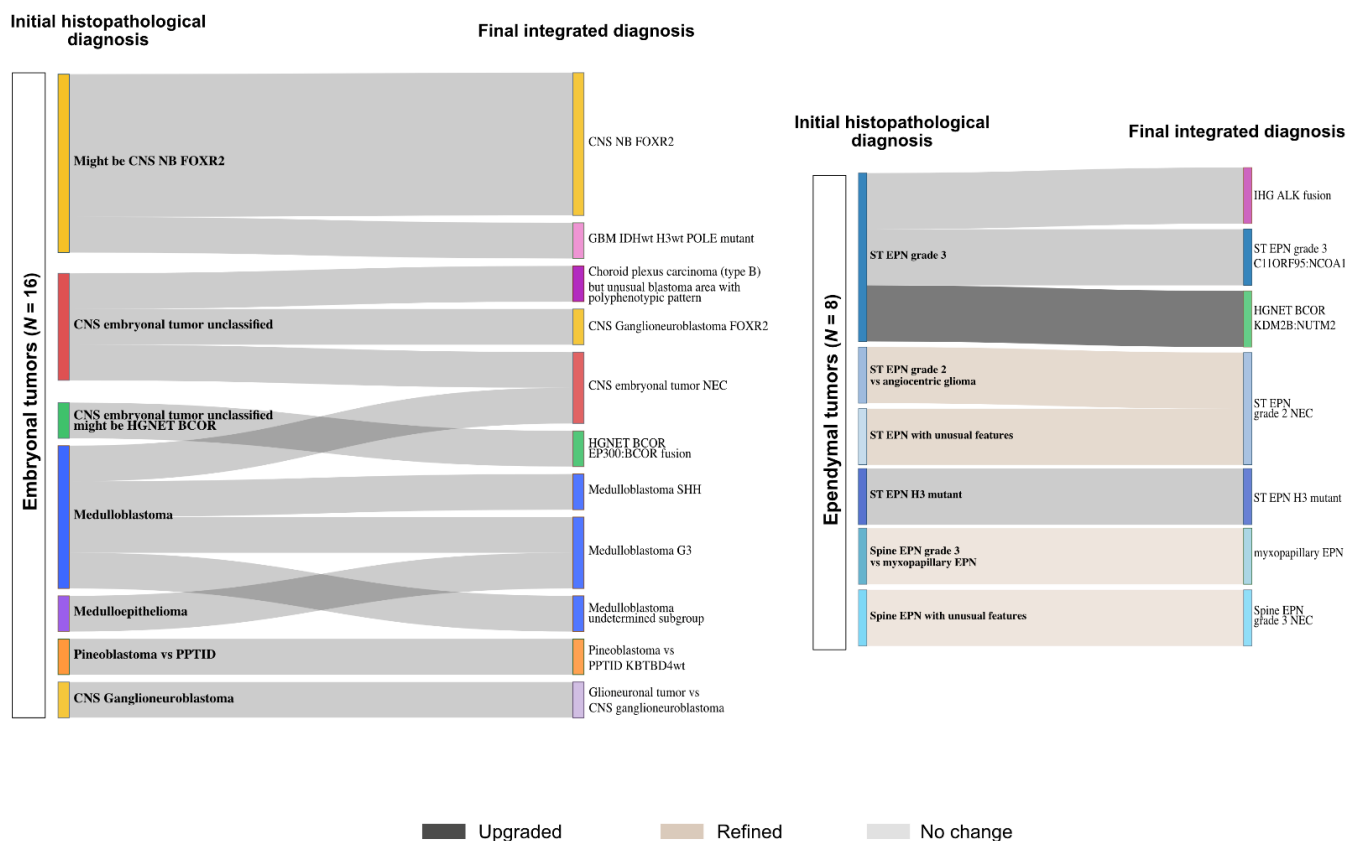 Initial histopathological
diagnosis
Final integrated diagnosis
Embryonal tumors (N = 16)
Might be CNS NB FOXR2
CNS embryonal tumor unclassified
CNS embryonal tumor unclassified
might be HGNET BCOR
Medulloblastoma
Medulloepithelioma
Pineoblastoma vs PPTID
CNS Ganglioneuroblastoma
CNS NB FOXR2
GBM IDHwt H3wt POLE mutant
Choroid plexus carcinoma (type B)
but unusual blastoma area with
polyphenotypic pattern
CNS Ganglioneuroblastoma FOXR2
CNS embryonal tumor NEC
HGNET BCOR
EP300:BCOR fusion
Medulloblastoma SHH
Medulloblastoma G3
Medulloblastoma
undetermined subgroup
Pineoblastoma vs
PPTID KBTBD4wt
Glioneuronal tumor vs
CNS ganglioneuroblastoma
Initial histopathological
diagnosis
Final integrated diagnosis
Ependymal tumors (N = 8)
ST EPN grade 3
ST EPN grade 2
vs angiocentric glioma
ST EPN with unusual features
ST EPN H3 mutant
Spine EPN grade 3
vs myxopapillary EPN
Spine EPN with unusual features
IHG ALK fusion
ST EPN grade 3
C11ORF95:NCOA1
HGNET BCOR
KDM2B:NUTM2
ST EPN
grade 2 NEC
ST EPN H3 mutant
myxopapillary EPN
Spine EPN
grade 3 NEC
Upgraded
Refined
No change